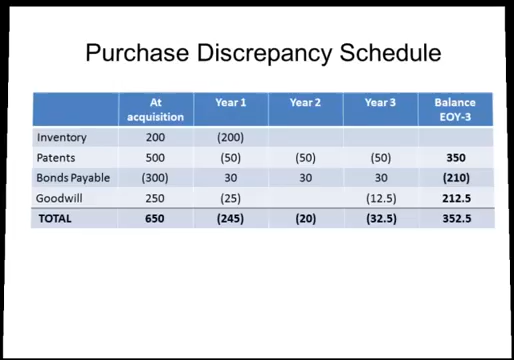 Purchase Discrepancy Schedule
At acquisition Year 1 Year 2 Year 3 Balance EOY-3
Inventory 200 (200)
Patents 500 (50) (50) (50) 350
Bonds Payable (300) 30 30 30 (210)
Goodwill 250 (25) (12.5) 212.5
TOTAL 650 (245) (20) (32.5) 352.5